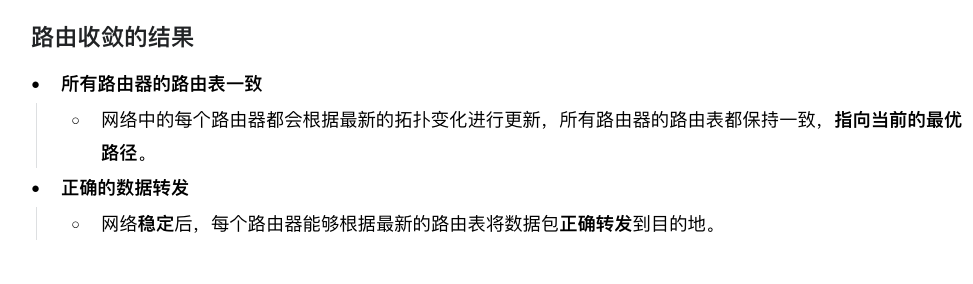 路由收敛的结果
• 所有路由器的路由表一致
○ 网络中的每个路由器都会根据最新的拓扑变化进行更新，所有路由器的路由表都保持一致，指向当前的最优
路径。
• 正确的数据转发
○ 网络稳定后，每个路由器能够根据最新的路由表将数据包正确转发到目的地。